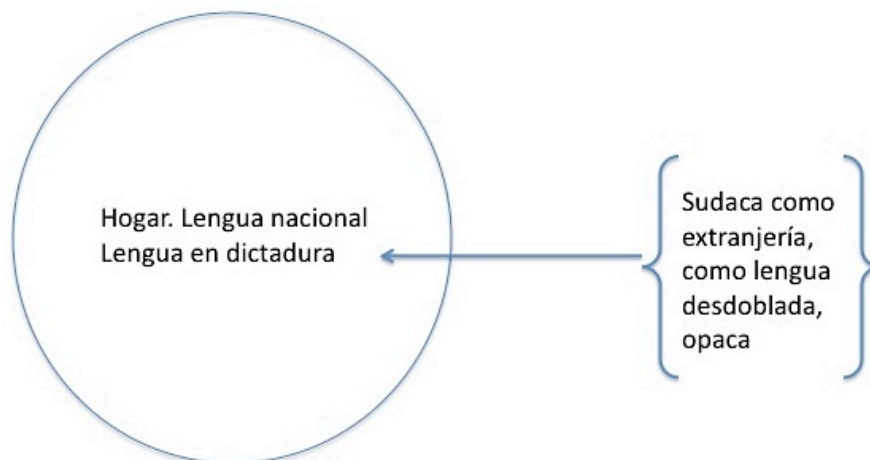 Hogar. Lengua nacional
Lengua en dictadura
Sudaca como
extranjería,
como lengua
desdoblada,
opaca